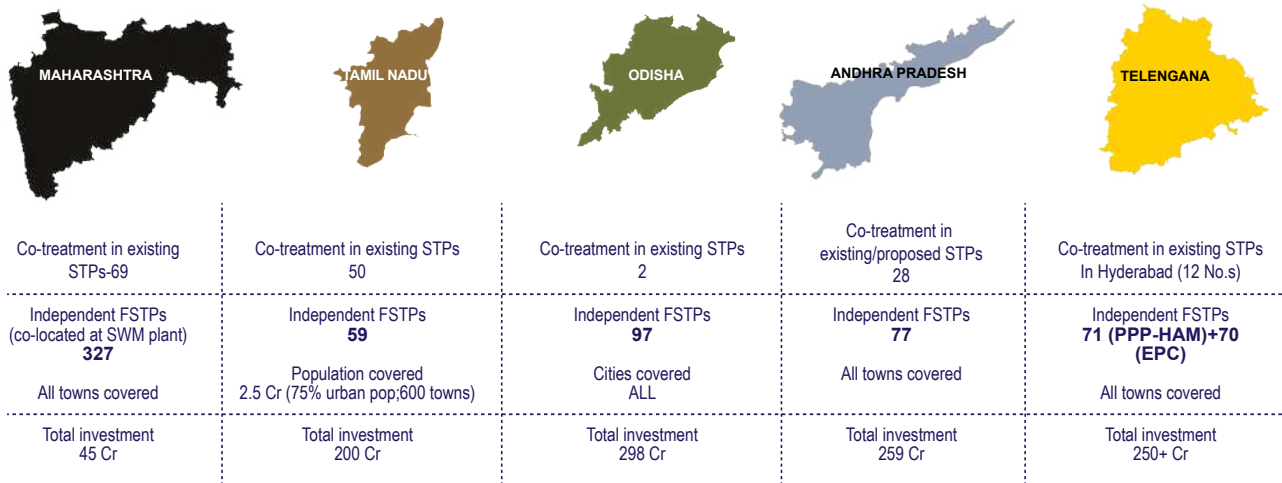 MAHARASHTRA
TAMIL NADU
ODISHA
ANDHRA PRADESH
TELENGANA
Co-treatment in existing
STPs-69
Co-treatment in existing STPs
50
Co-treatment in existing STPs
2
Co-treatment in
existing/proposed STPs
28
Co-treatment in existing STPs
In Hyderabad (12 No.s)
Independent FSTPs
(co-located at SWM plant)
327
All towns covered
Independent FSTPs
59
Population covered
2.5 Cr (75% urban pop;600 towns)
Independent FSTPs
97
Cities covered
ALL
Independent FSTPs
77
All towns covered
Independent FSTPs
71 (PPP-HAM)+70
(EPC)
All towns covered
Total investment
45 Cr
Total investment
200 Cr
Total investment
298 Cr
Total investment
259 Cr
Total investment
250+ Cr